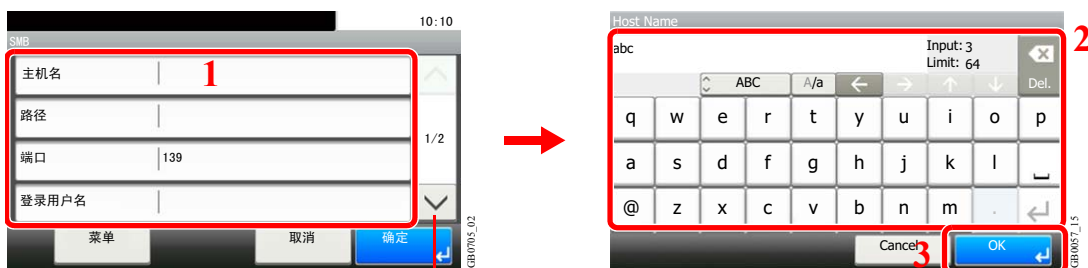 10:10
SMB
主机名
1
路径
端口 139
登录用户名
1/2
菜单 取消 确定
GB0705_02
Host Name
abc
Input: 3
Limit: 64
2
ABC A/a ← → ↑ ↓ Del.
q w e r t y u i o p
a s d f g h j k l ⎵
@ z x c v b n m .
Cancel OK
3
GB0057_15